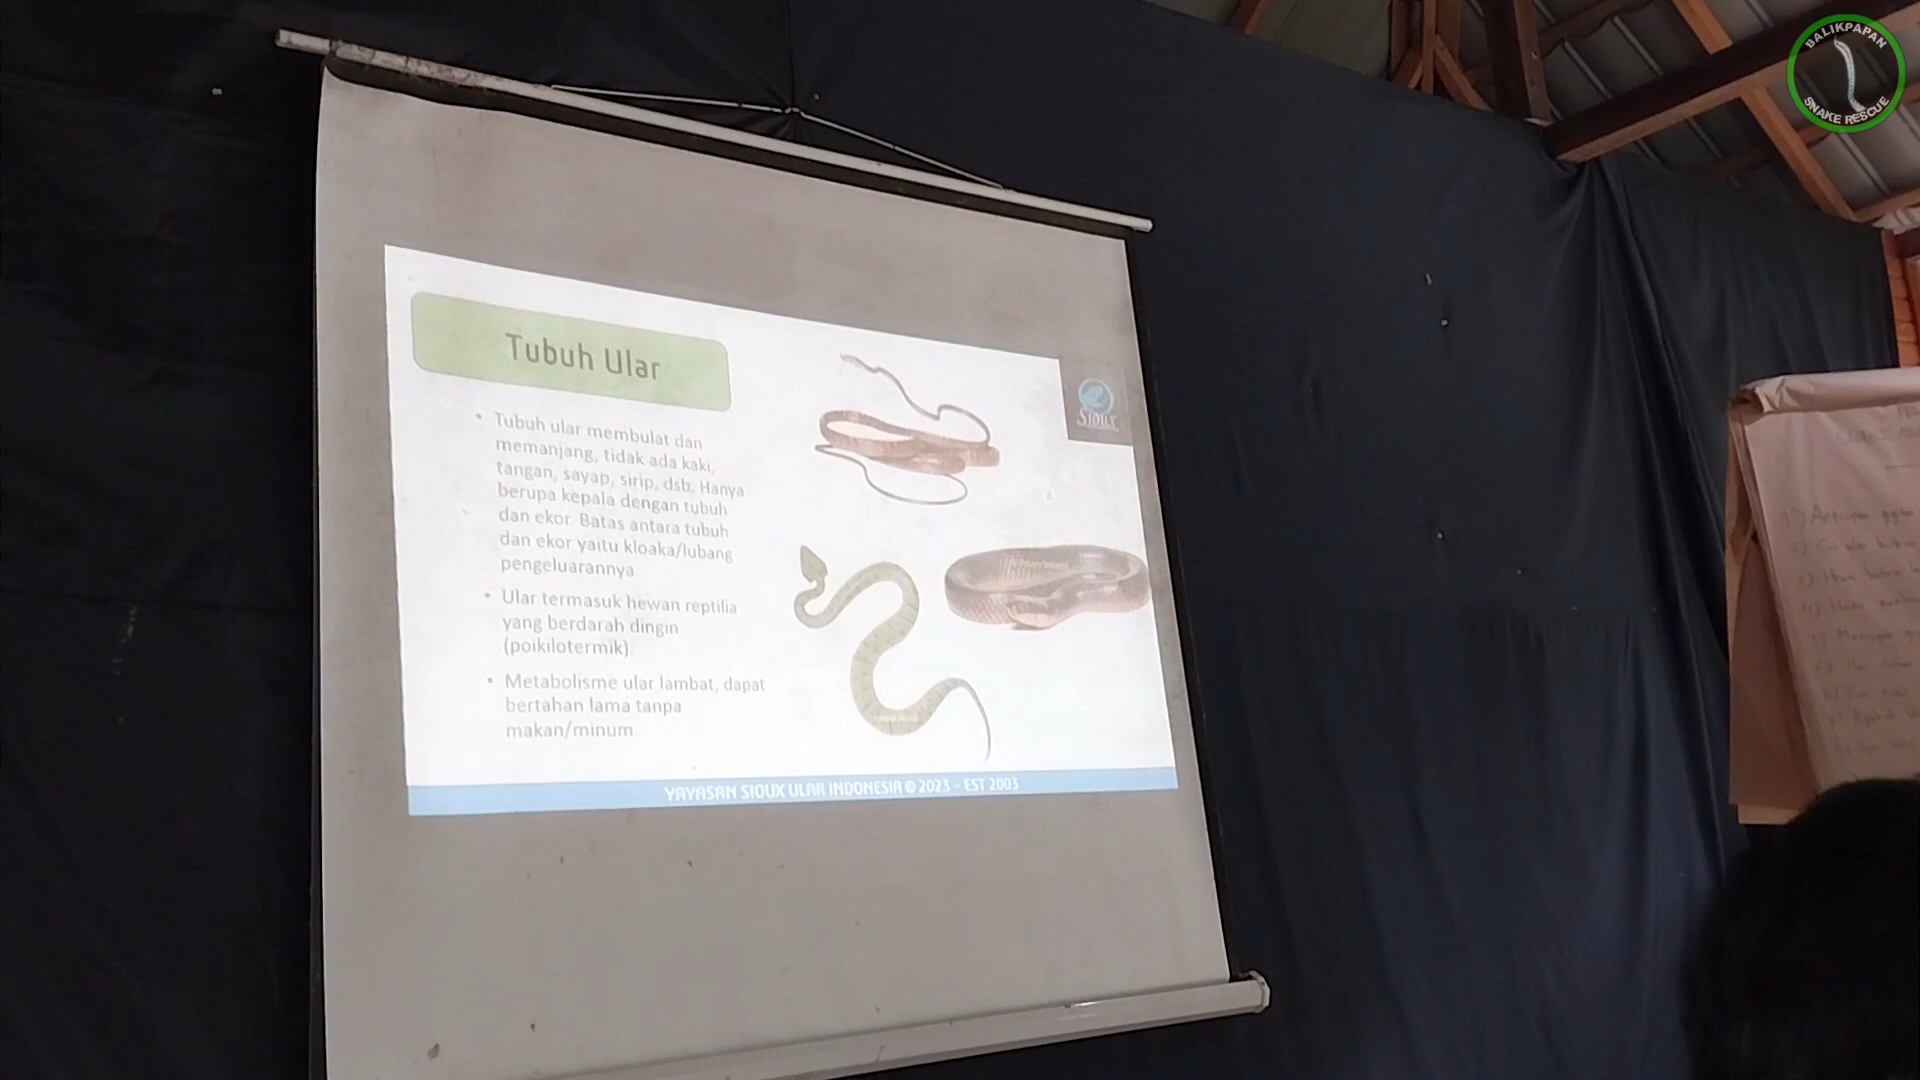 BALIKPAPAN
SNAKE RESCUE
Tubuh Ular
SIOUX
• Tubuh ular membulat dan
memanjang, tidak ada kaki,
tangan, sayap, sirip, dsb. Hanya
berupa kepala dengan tubuh
dan ekor. Batas antara tubuh
dan ekor yaitu kloaka/lubang
pengeluarannya
• Ular termasuk hewan reptilia
yang berdarah dingin
(poikilotermik).
• Metabolisme ular lambat, dapat
bertahan lama tanpa
makan/minum
YAYASAN SIOUX ULAR INDONESIA © 2023 – EST 2003